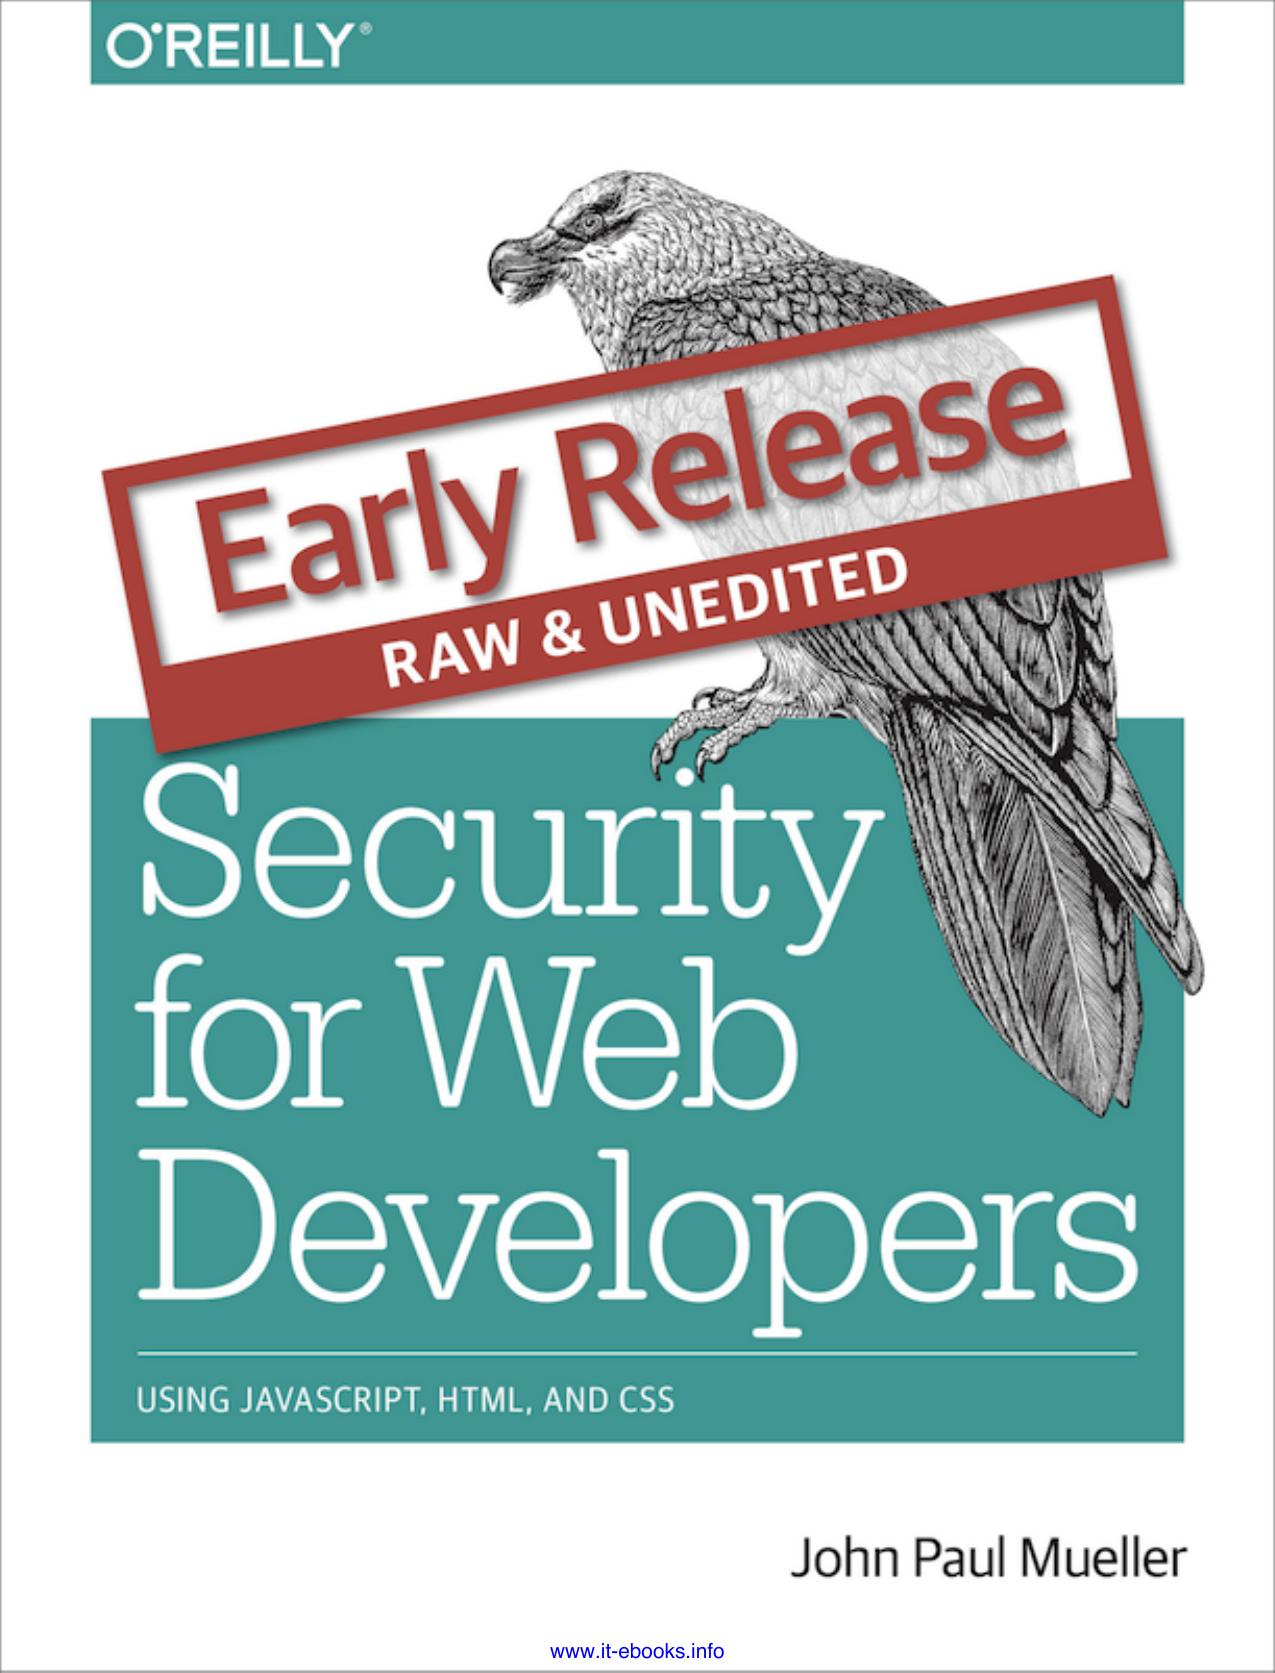 O'REILLY®
Early Release
RAW & UNEDITED
Security
for Web
Developers
USING JAVASCRIPT, HTML, AND CSS
John Paul Mueller
www.it-ebooks.info